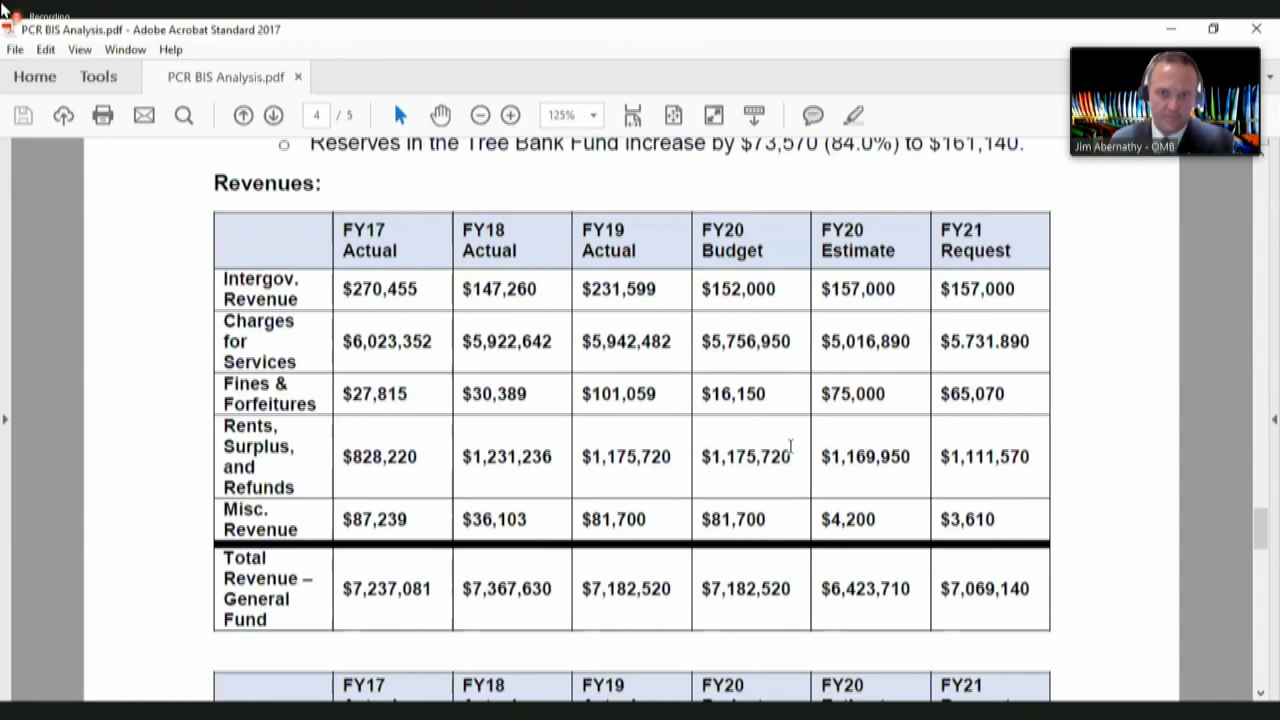 Recording
PCR BIS Analysis.pdf - Adobe Acrobat Standard 2017
File Edit View Window Help
Home Tools PCR BIS Analysis.pdf ×
4 / 5 125%
Jim Abernathy - OMB
○ Reserves in the Tree Bank Fund increase by $73,570 (84.0%) to $161,140.
Revenues:
FY17 FY18 FY19 FY20 FY20 FY21
Actual Actual Actual Budget Estimate Request
Intergov.
Revenue $270,455 $147,260 $231,599 $152,000 $157,000 $157,000
Charges
for
Services $6,023,352 $5,922,642 $5,942,482 $5,756,950 $5,016,890 $5.731.890
Fines &
Forfeitures $27,815 $30,389 $101,059 $16,150 $75,000 $65,070
Rents,
Surplus,
and
Refunds $828,220 $1,231,236 $1,175,720 $1,175,720 $1,169,950 $1,111,570
Misc.
Revenue $87,239 $36,103 $81,700 $81,700 $4,200 $3,610
Total
Revenue –
General
Fund $7,237,081 $7,367,630 $7,182,520 $7,182,520 $6,423,710 $7,069,140
FY17 FY18 FY19 FY20 FY20 FY21